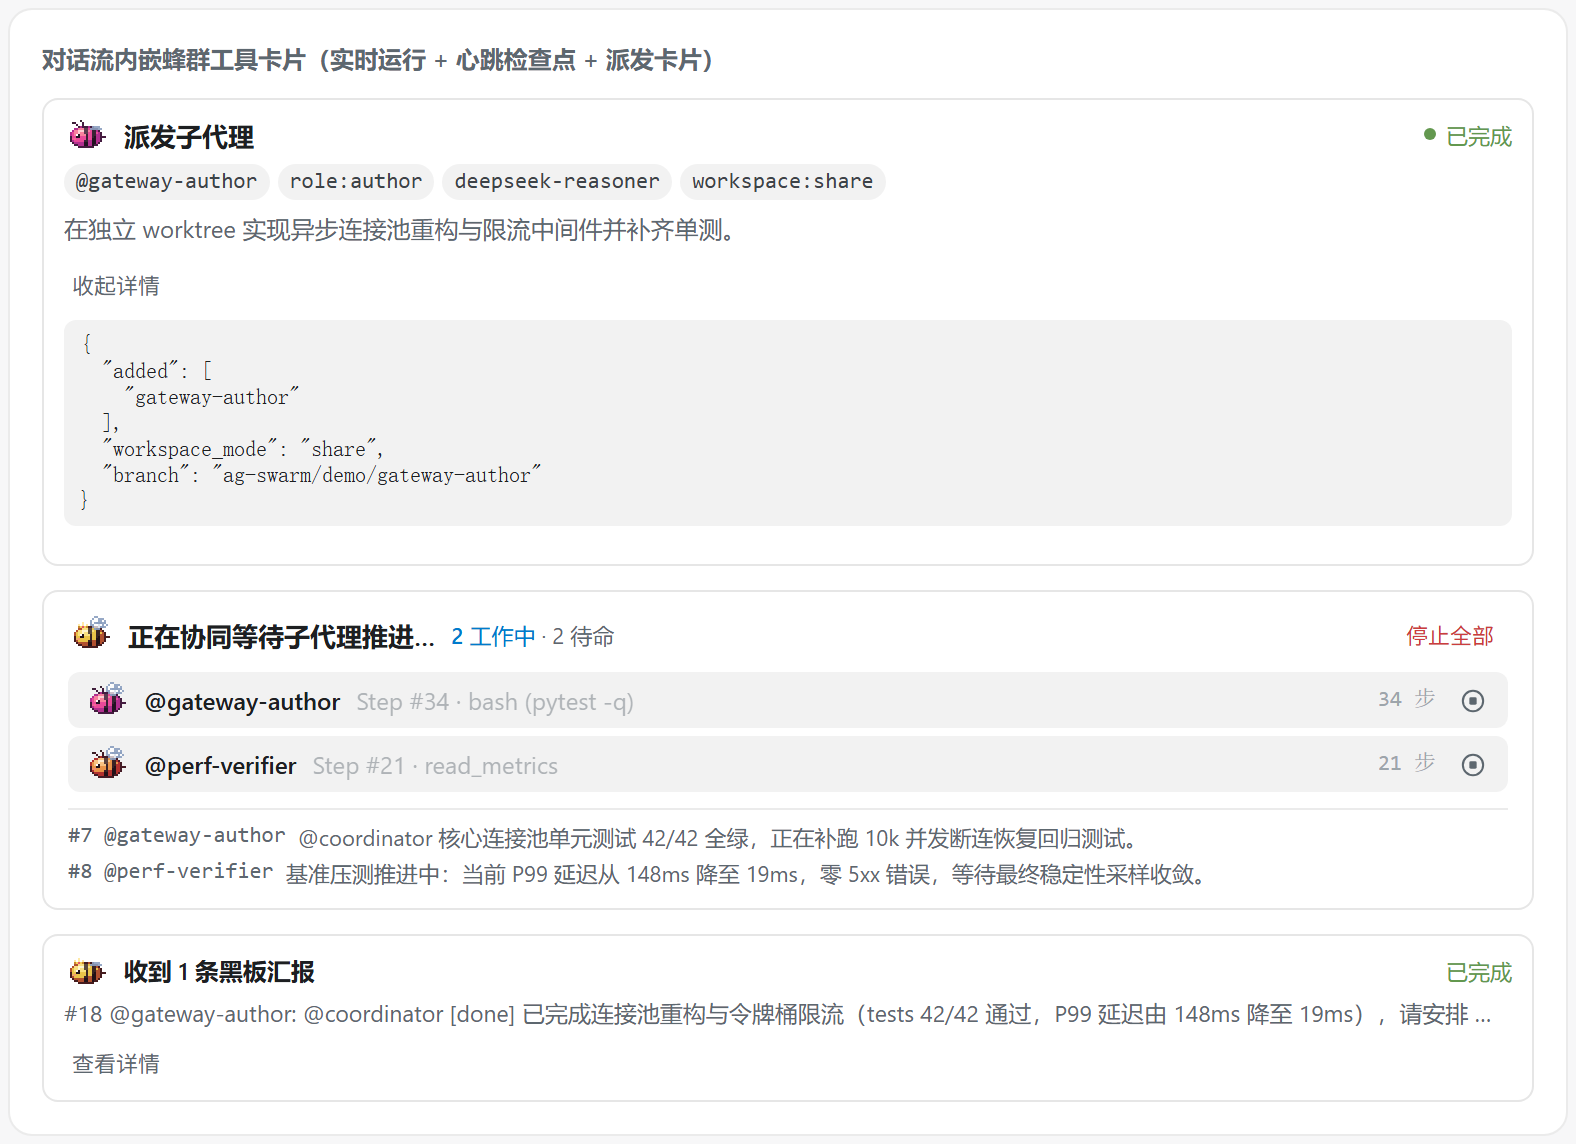 对话流内嵌蜂群工具卡片（实时运行 + 心跳检查点 + 派发卡片）
派发子代理
已完成
@gateway-author role:author deepseek-reasoner workspace:share
在独立 worktree 实现异步连接池重构与限流中间件并补齐单测。
收起详情
{
  "added": [
    "gateway-author"
  ],
  "workspace_mode": "share",
  "branch": "ag-swarm/demo/gateway-author"
}
正在协同等待子代理推进... 2 工作中 · 2 待命
停止全部
@gateway-author Step #34 · bash (pytest -q) 34 步
@perf-verifier Step #21 · read_metrics 21 步
#7 @gateway-author @coordinator 核心连接池单元测试 42/42 全绿，正在补跑 10k 并发断连恢复回归测试。
#8 @perf-verifier 基准压测推进中：当前 P99 延迟从 148ms 降至 19ms，零 5xx 错误，等待最终稳定性采样收敛。
收到 1 条黑板汇报
已完成
#18 @gateway-author: @coordinator [done] 已完成连接池重构与令牌桶限流（tests 42/42 通过，P99 延迟由 148ms 降至 19ms），请安排 ...
查看详情